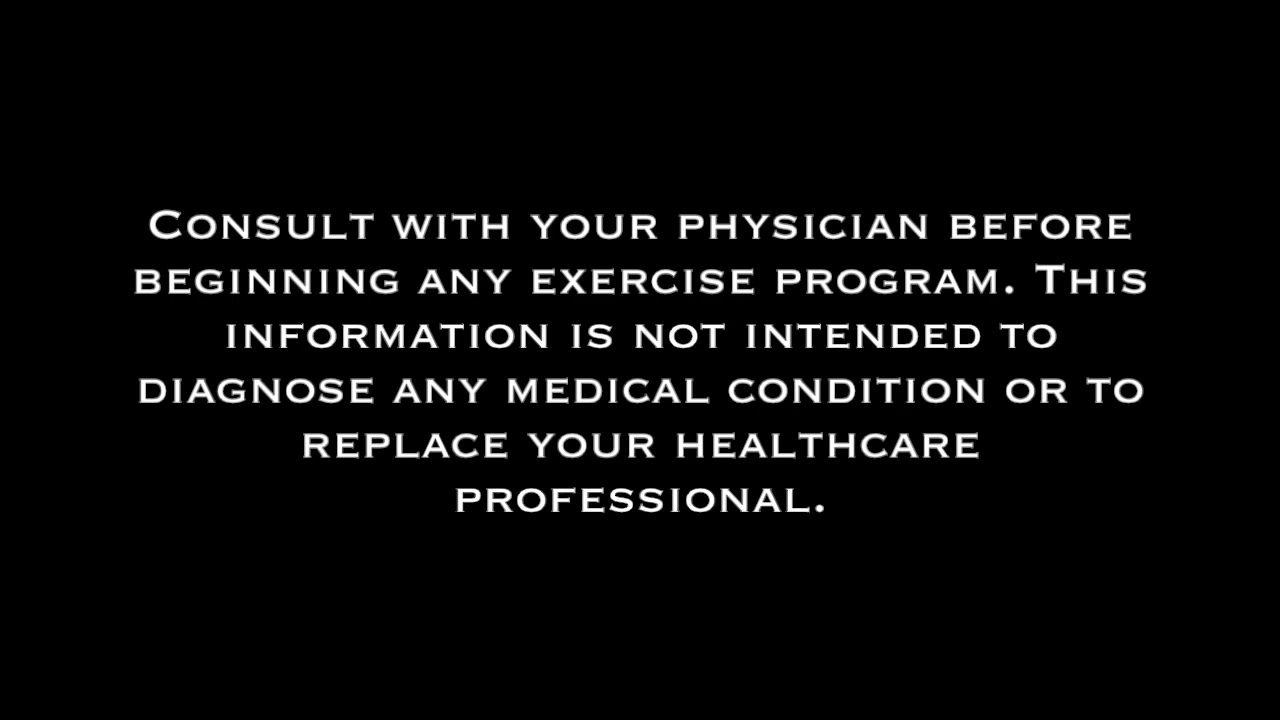 Consult with your physician before
beginning any exercise program. This
information is not intended to
diagnose any medical condition or to
replace your healthcare
professional.